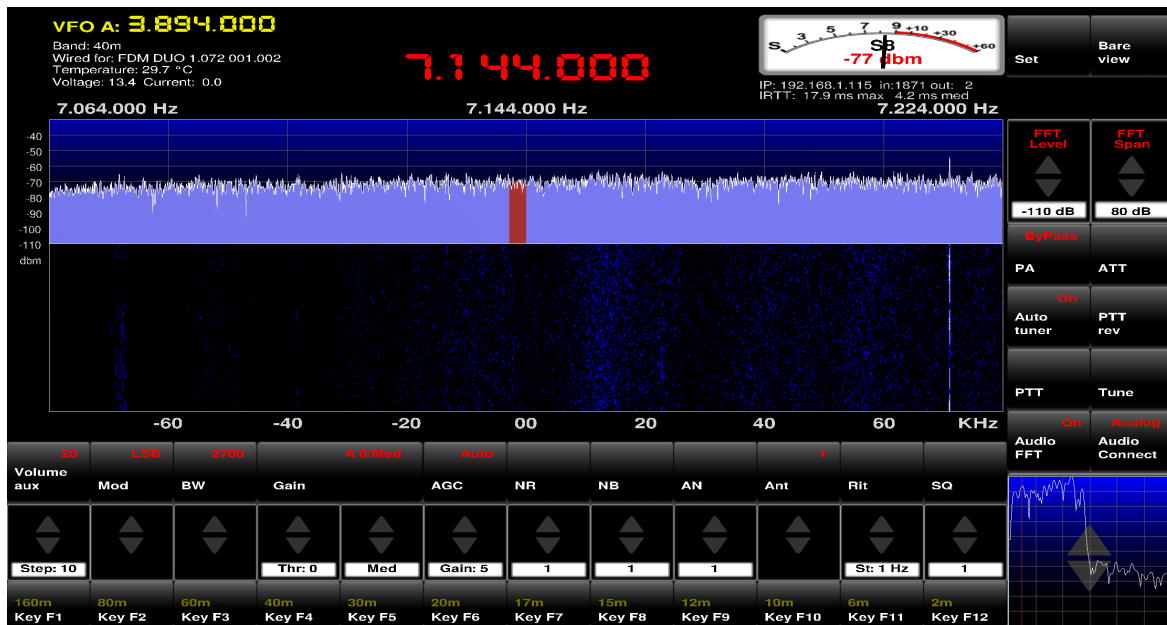 VFO A: 3.894.000
Band: 40m
Wired for: FDM DUO 1.072 001.002
Temperature: 29.7 °C
Voltage: 13.4 Current: 0.0
7.144.000
S 3 5 7 9 +10 +30 +60
S8
-77 dbm
IP: 192.168.1.115 in:1871 out: 2
IRTT: 17.9 ms max 4.2 ms med
Set
Bare view
7.064.000 Hz 7.144.000 Hz 7.224.000 Hz
-40
-50
-60
-70
-80
-90
-100
-110
dbm
-60 -40 -20 00 20 40 60 KHz
FFT Level
FFT Span
-110 dB
80 dB
ByPass
PA
ATT
On
Auto tuner
PTT rev
PTT
Tune
On
Audio FFT
Analog
Audio Connect
20 LSB 2700 A 0/Med Auto I
Volume
aux Mod BW Gain AGC NR NB AN Ant Rit SQ
Step: 10 Thr: 0 Med Gain: 5 1 1 1 St: 1 Hz 1
160m 80m 60m 40m 30m 20m 17m 15m 12m 10m 6m 2m
Key F1 Key F2 Key F3 Key F4 Key F5 Key F6 Key F7 Key F8 Key F9 Key F10 Key F11 Key F12